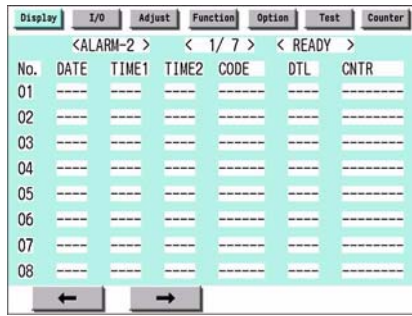 Display I/O Adjust Function Option Test Counter
<ALARM-2 > < 1/ 7 > < READY >
No. DATE TIME1 TIME2 CODE DTL CNTR
01 ---- ---- ---- -------- ---- --------
02 ---- ---- ---- -------- ---- --------
03 ---- ---- ---- -------- ---- --------
04 ---- ---- ---- -------- ---- --------
05 ---- ---- ---- -------- ---- --------
06 ---- ---- ---- -------- ---- --------
07 ---- ---- ---- -------- ---- --------
08 ---- ---- ---- -------- ---- --------
← →